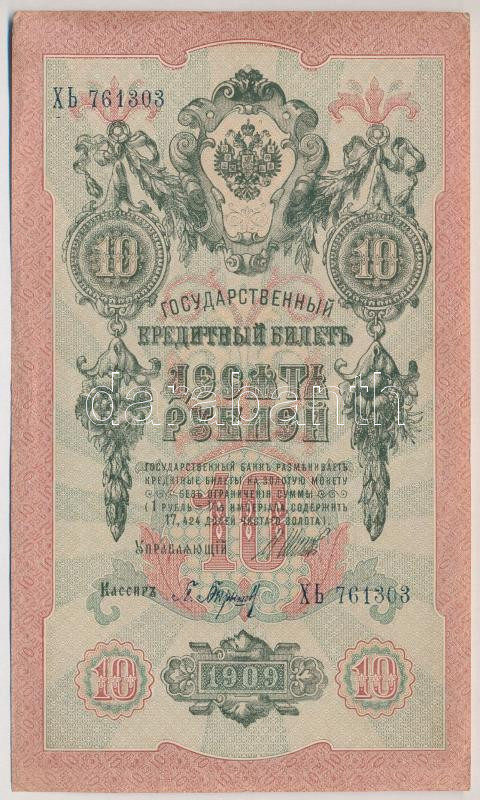 ХЬ 761303
10 10
ГОСУДАРСТВЕННЫЙ
КРЕДИТНЫЙ БИЛЕТЪ
ДЕСЯТЬ
РУБЛЕЙ
darabanth
ГОСУДАРСТВЕННЫЙ БАНКЪ РАЗМѢНИВАЕТЪ
КРЕДИТНЫЕ БИЛЕТЫ НА ЗОЛОТУЮ МОНЕТУ
БЕЗЪ ОГРАНИЧЕНІЯ СУММЫ
(1 РУБЛЬ = 1/15 ИМПЕРІАЛА, СОДЕРЖИТЪ
17,424 ДОЛЕЙ ЧИСТАГО ЗОЛОТА).
10
УПРАВЛЯЮЩІЙ
Кассиръ
ХЬ 761303
10 1909 10